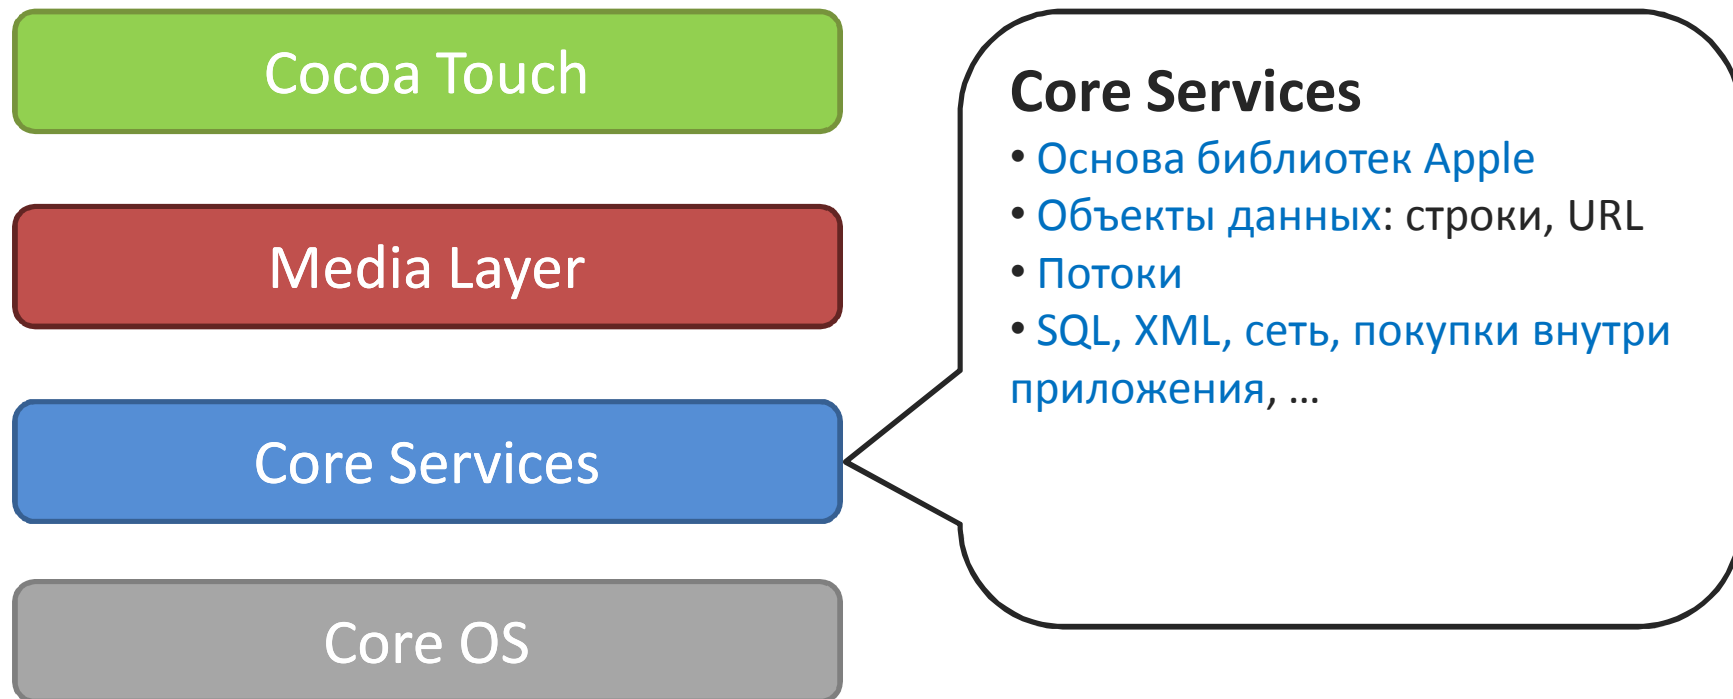 Cocoa Touch
Media Layer
Core Services
Core OS
Core Services
• Основа библиотек Apple
• Объекты данных: строки, URL
• Потоки
• SQL, XML, сеть, покупки внутри
приложения, ...